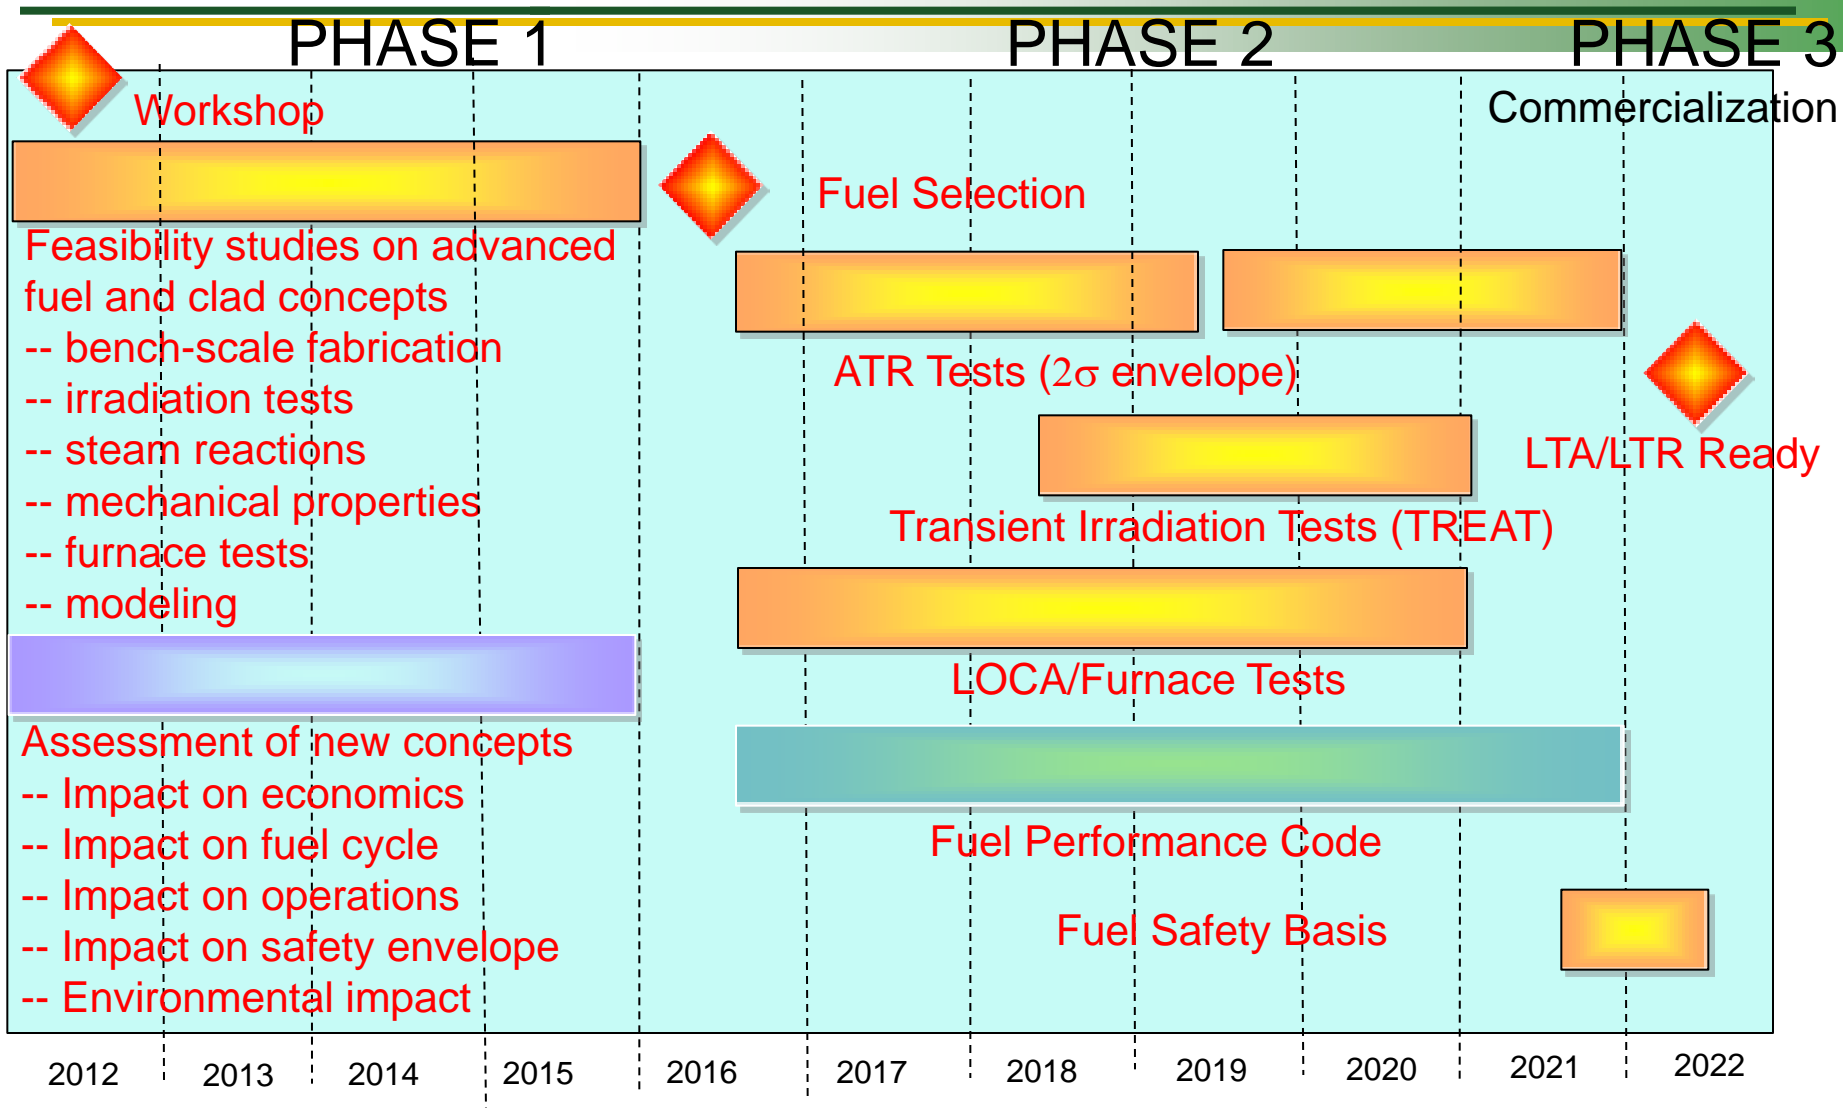 PHASE 1
PHASE 2
PHASE 3
Workshop
Commercialization
Fuel Selection
Feasibility studies on advanced
fuel and clad concepts
-- bench-scale fabrication
-- irradiation tests
-- steam reactions
-- mechanical properties
-- furnace tests
-- modeling
ATR Tests (2σ envelope)
LTA/LTR Ready
Transient Irradiation Tests (TREAT)
LOCA/Furnace Tests
Assessment of new concepts
-- Impact on economics
-- Impact on fuel cycle
-- Impact on operations
-- Impact on safety envelope
-- Environmental impact
Fuel Performance Code
Fuel Safety Basis
2012
2013
2014
2015
2016
2017
2018
2019
2020
2021
2022